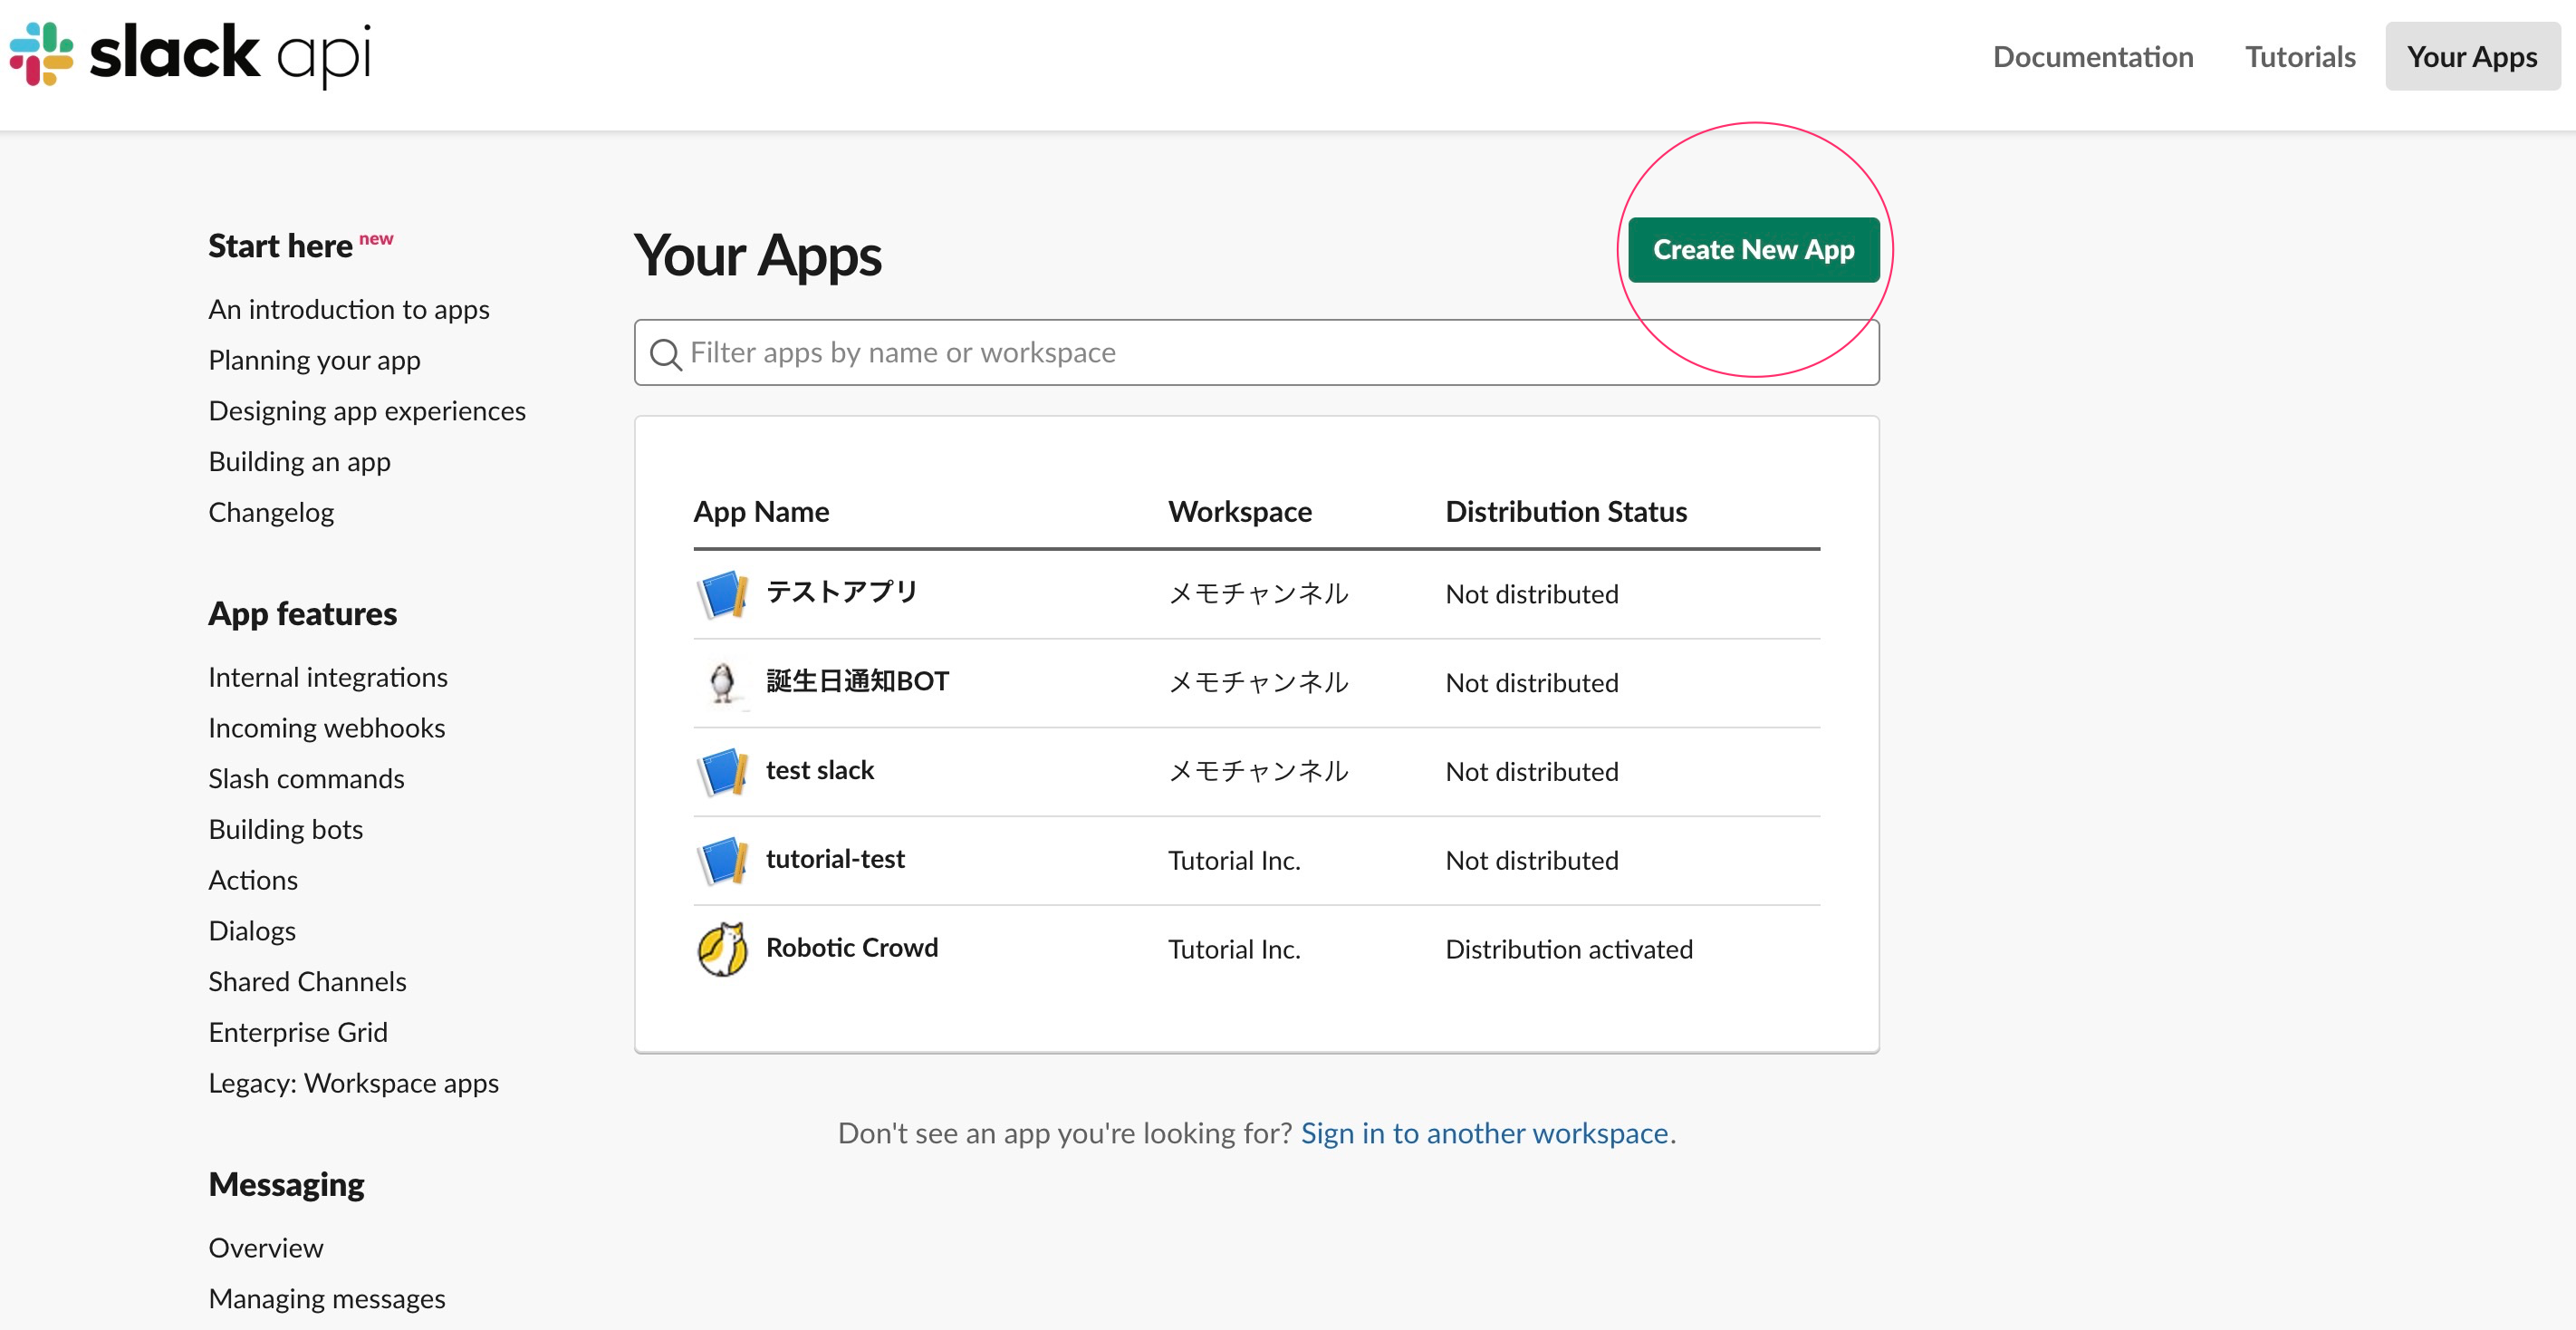 slack api
Documentation
Tutorials
Your Apps
Start here new
An introduction to apps
Planning your app
Designing app experiences
Building an app
Changelog
App features
Internal integrations
Incoming webhooks
Slash commands
Building bots
Actions
Dialogs
Shared Channels
Enterprise Grid
Legacy: Workspace apps
Messaging
Overview
Managing messages
Your Apps
Create New App
Filter apps by name or workspace
App Name Workspace Distribution Status
テストアプリ メモチャンネル Not distributed
誕生日通知BOT メモチャンネル Not distributed
test slack メモチャンネル Not distributed
tutorial-test Tutorial Inc. Not distributed
Robotic Crowd Tutorial Inc. Distribution activated
Don't see an app you're looking for? Sign in to another workspace.